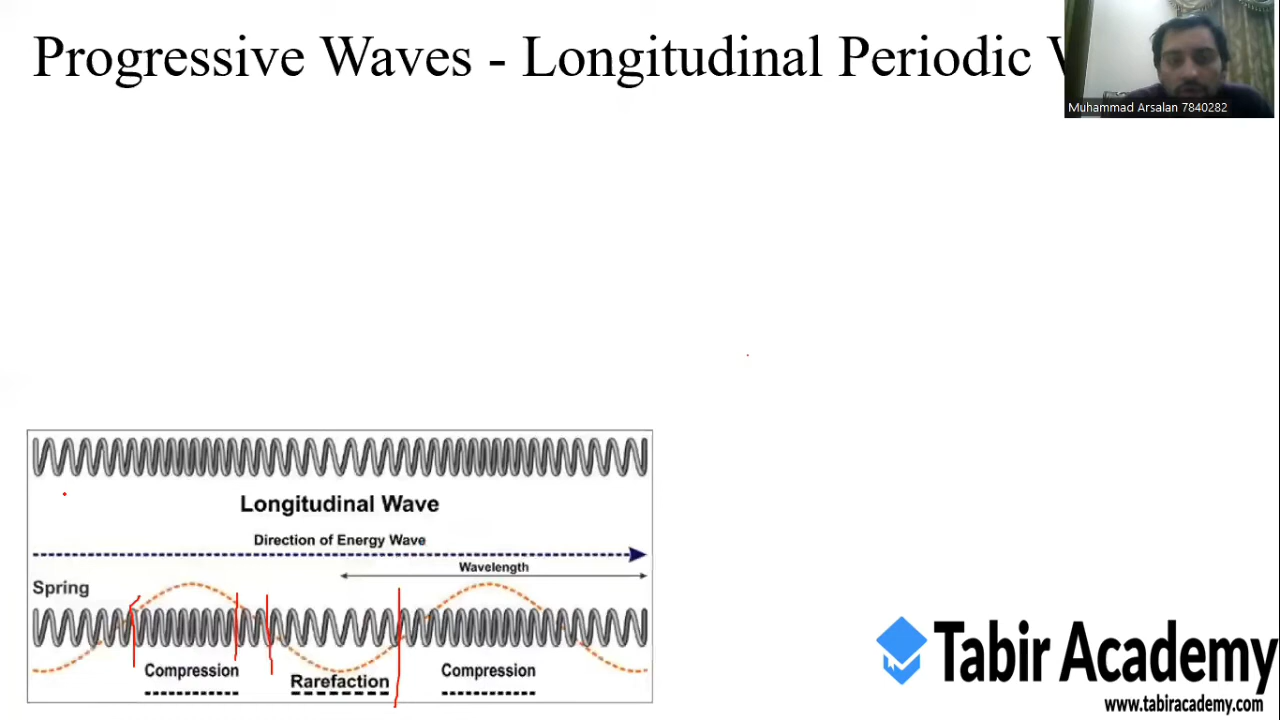 Progressive Waves - Longitudinal Periodic
Muhammad Arsalan 7840282
Longitudinal Wave
Direction of Energy Wave
Wavelength
Spring
Compression
Rarefaction
Compression
Tabir Academy
www.tabiracademy.com